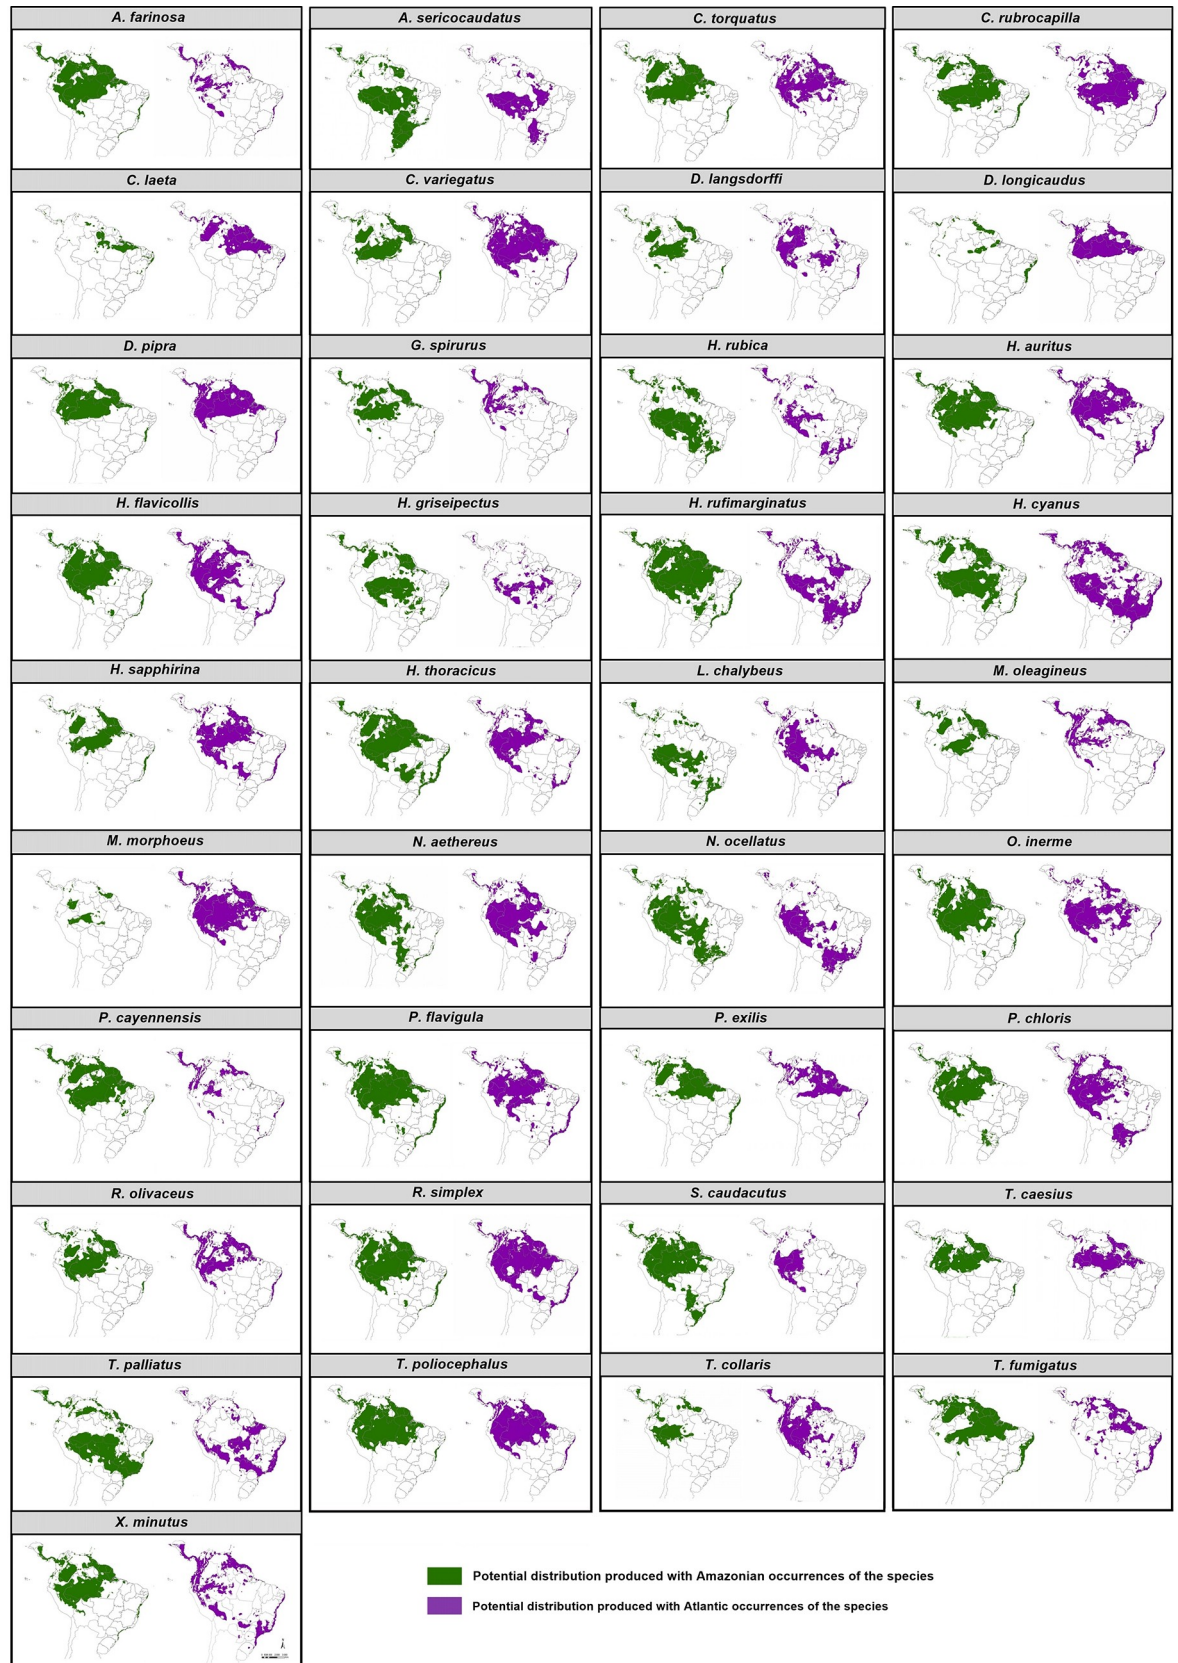 A. farinosa
A. sericocaudatus
C. torquatus
C. rubrocapilla
C. laeta
C. variegatus
D. langsdorffi
D. longicaudus
D. pipra
G. spirurus
H. rubica
H. auritus
H. flavicollis
H. griseipectus
H. rufimarginatus
H. cyanus
H. sapphirina
H. thoracicus
L. chalybeus
M. oleagineus
M. morphoeus
N. aethereus
N. ocellatus
O. inerme
P. cayennensis
P. flavigula
P. exilis
P. chloris
R. olivaceus
R. simplex
S. caudacutus
T. caesius
T. palliatus
T. poliocephalus
T. collaris
T. fumigatus
X. minutus
Potential distribution produced with Amazonian occurrences of the species
Potential distribution produced with Atlantic occurrences of the species